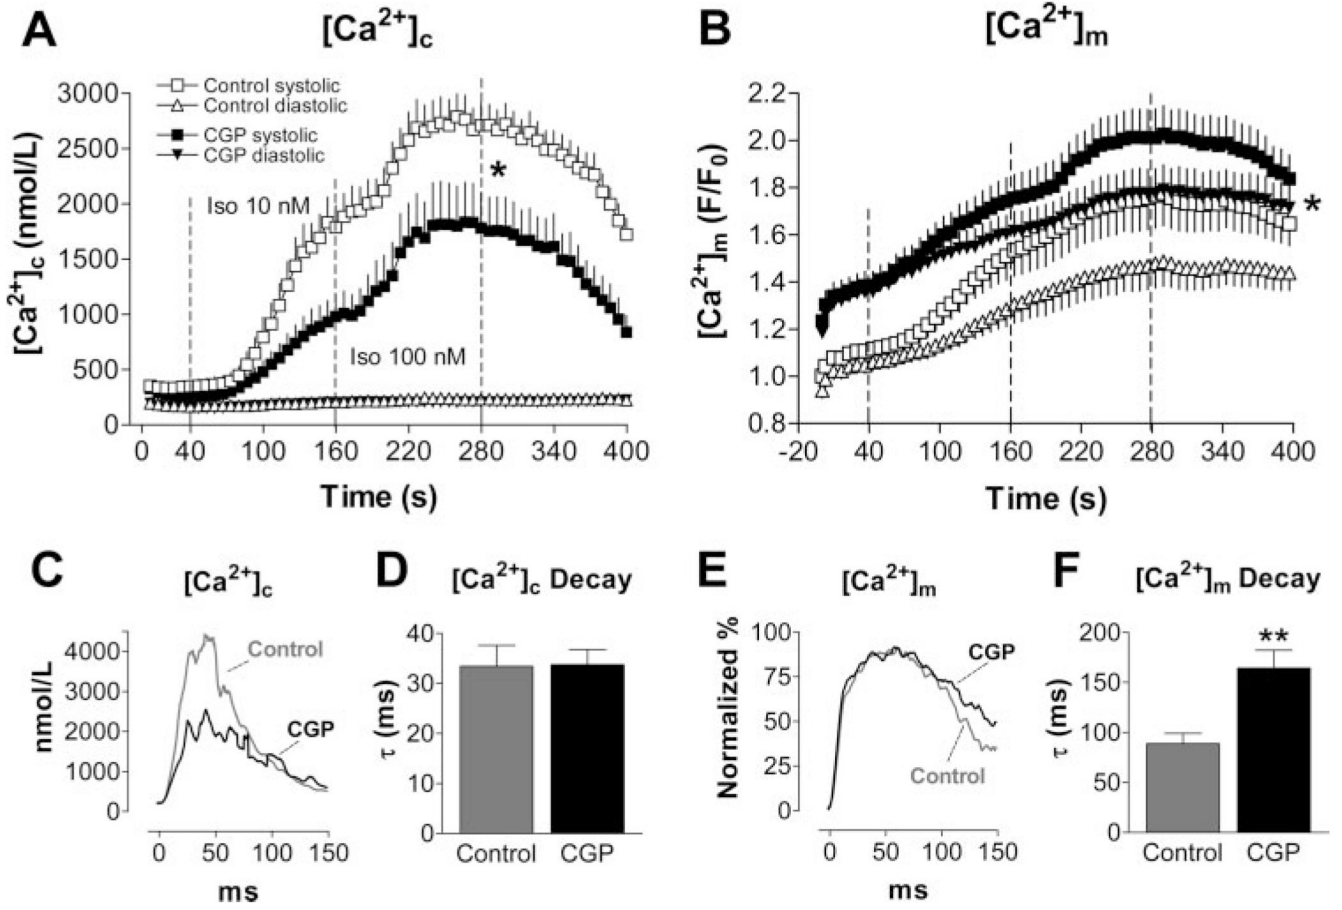 A
[Ca2+]c
[Ca2+]c (nmol/L)
3000
2500
2000
1500
1000
500
0
Control systolic
Control diastolic
CGP systolic
CGP diastolic
Iso 10 nM
Iso 100 nM
*
0 40 100 160 220 280 340 400
Time (s)
B
[Ca2+]m
[Ca2+]m (F/F0)
2.2
2.0
1.8
1.6
1.4
1.2
1.0
0.8
*
-20 40 100 160 220 280 340 400
Time (s)
C
[Ca2+]c
nmol/L
4000
3000
2000
1000
0
Control
CGP
0 50 100 150
ms
D
[Ca2+]c Decay
τ (ms)
40
30
20
10
0
Control CGP
E
[Ca2+]m
Normalized %
100
75
50
25
0
CGP
Control
0 50 100 150
ms
F
[Ca2+]m Decay
τ (ms)
200
150
100
50
0
**
Control CGP